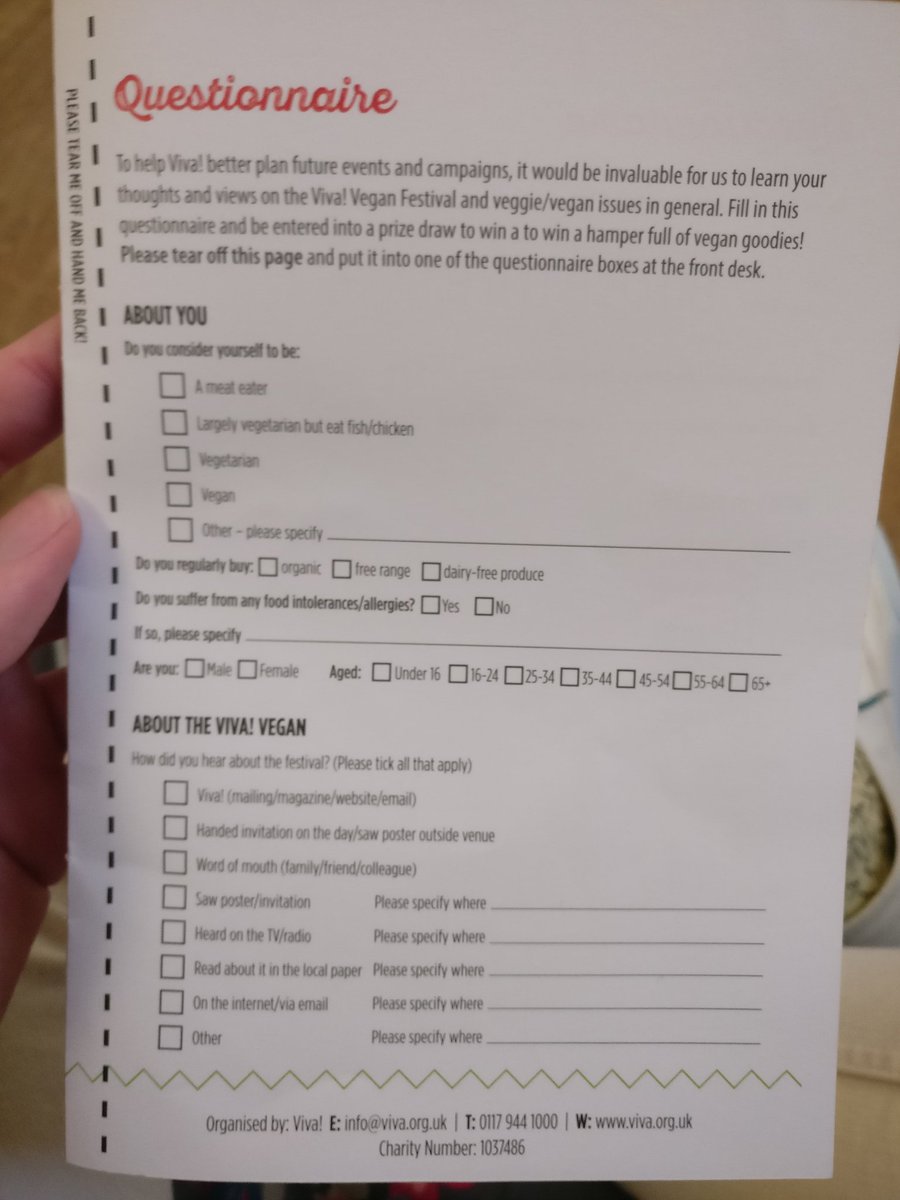 PLEASE TEAR ME OFF AND HAND ME BACK!
Questionnaire
To help Viva! better plan future events and campaigns, it would be invaluable for us to learn your
thoughts and views on the Viva! Vegan Festival and veggie/vegan issues in general. Fill in this
questionnaire and be entered into a prize draw to win a to win a hamper full of vegan goodies!
Please tear off this page and put it into one of the questionnaire boxes at the front desk.
ABOUT YOU
Do you consider yourself to be:
A meat eater
Largely vegetarian but eat fish/chicken
Vegetarian
Vegan
Other – please specify
Do you regularly buy: organic free range dairy-free produce
Do you suffer from any food intolerances/allergies? Yes No
If so, please specify
Are you: Male Female Aged: Under 16 16-24 25-34 35-44 45-54 55-64 65+
ABOUT THE VIVA! VEGAN
How did you hear about the festival? (Please tick all that apply)
Viva! (mailing/magazine/website/email)
Handed invitation on the day/saw poster outside venue
Word of mouth (family/friend/colleague)
Saw poster/invitation Please specify where
Heard on the TV/radio Please specify where
Read about it in the local paper Please specify where
On the internet/via email Please specify where
Other Please specify where
Organised by: Viva! E: info@viva.org.uk | T: 0117 944 1000 | W: www.viva.org.uk
Charity Number: 1037486